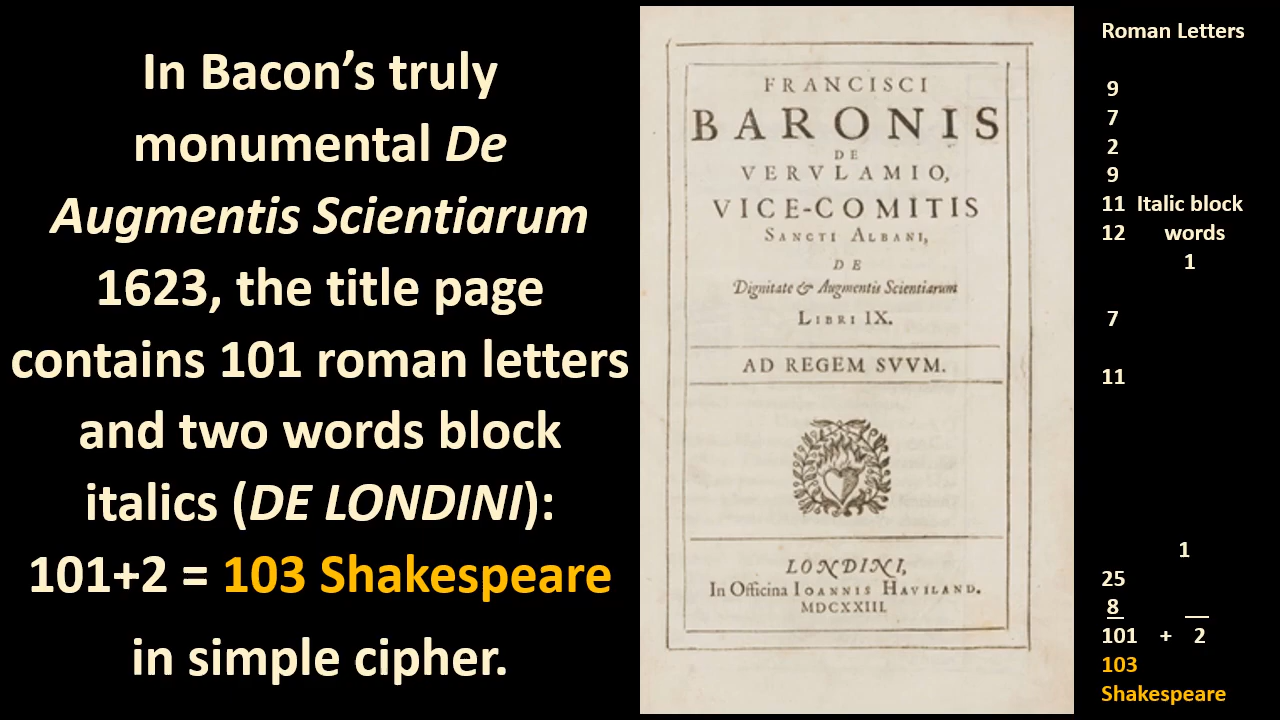 In Bacon’s truly
monumental De
Augmentis Scientiarum
1623, the title page
contains 101 roman letters
and two words block
italics (DE LONDINI):
101+2 = 103 Shakespeare
in simple cipher.
FRANCISCI
BARONIS
DE
VERVLAMIO,
VICE-COMITIS
SANCTI ALBANI,
DE
Dignitate & Augmentis Scientiarum
LIBRI IX.
AD REGEM SVVM.
LONDINI,
In Officina IOANNIS HAVILAND.
MDCXXIII.
Roman Letters
9
7
2
9
11 Italic block
12 words
1
7
11
1
25
8
101 + 2
103
Shakespeare